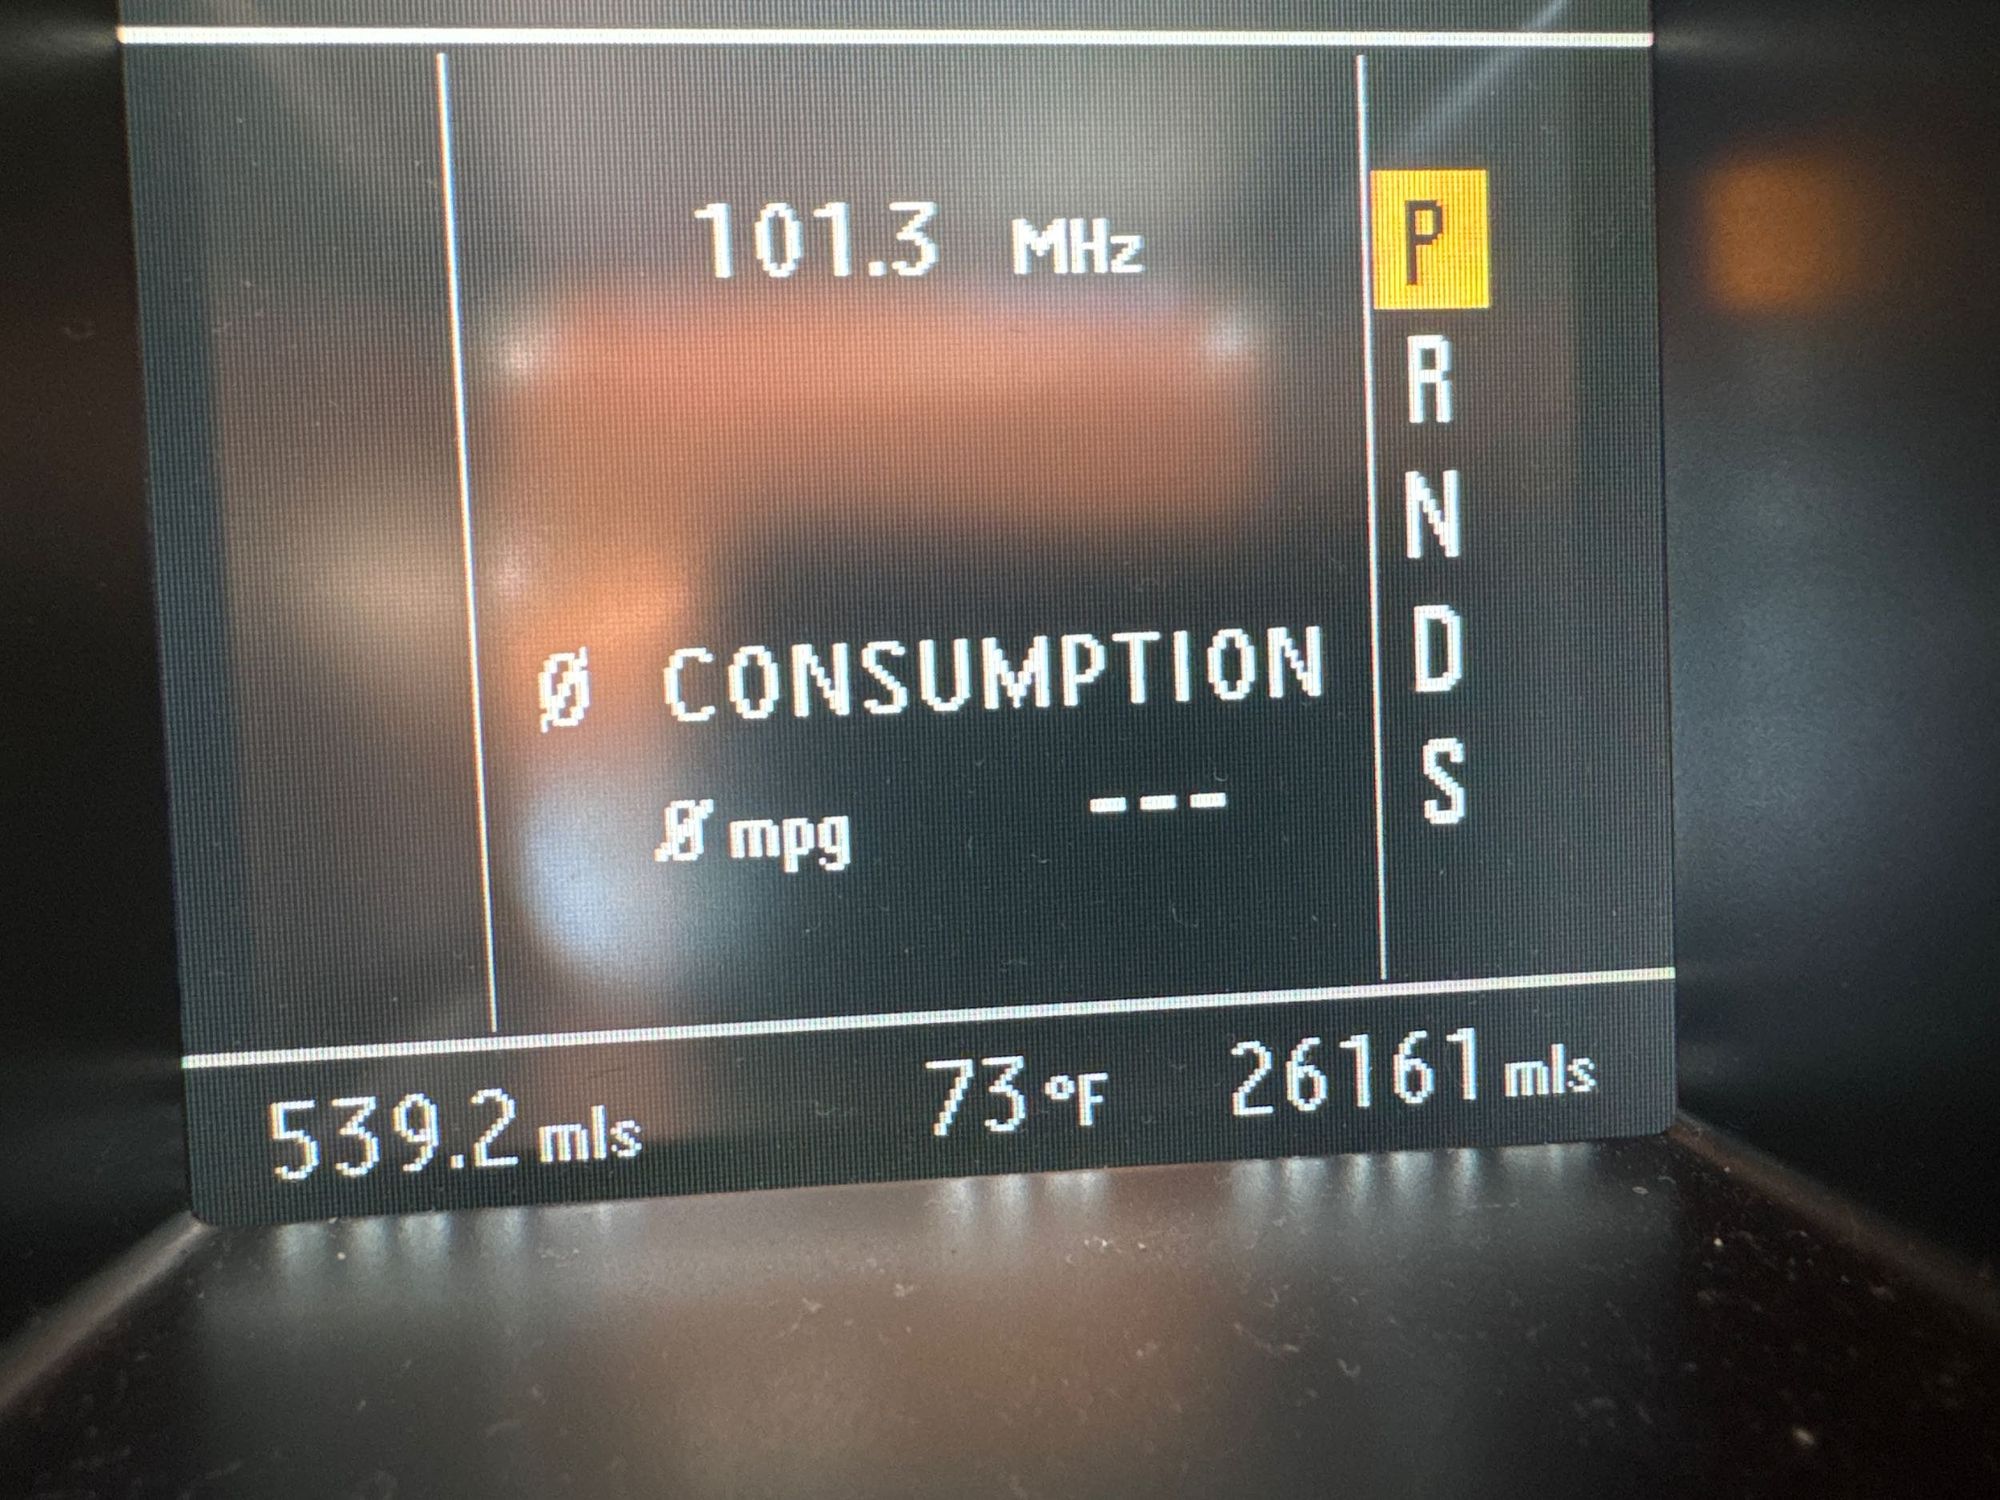 101.3 MHz
P
R
N
D
S
Ø CONSUMPTION
Ø mpg ---
539.2 mls 73 °F 26161 mls